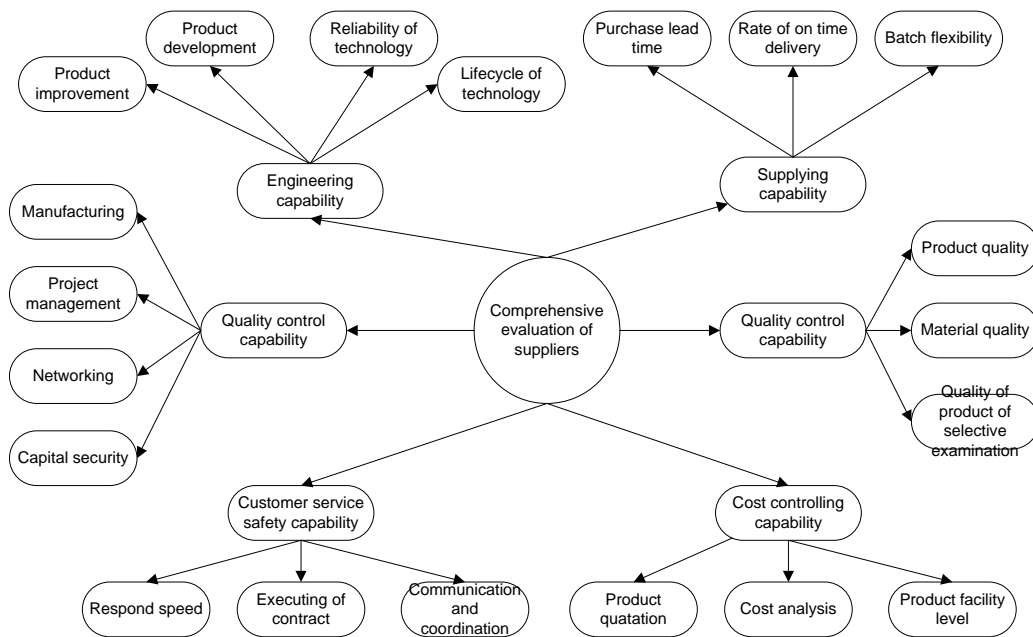 Product
development
Reliability of
technology
Purchase lead
time
Rate of on time
delivery
Batch flexibility
Product
improvement
Lifecycle of
technology
Engineering
capability
Supplying
capability
Manufacturing
Project
management
Networking
Capital security
Quality control
capability
Comprehensive
evaluation of
suppliers
Quality control
capability
Product quality
Material quality
Quality of
product of
selective
examination
Customer service
safety capability
Cost controlling
capability
Respond speed
Executing of
contract
Communication
and
coordination
Product
quatation
Cost analysis
Product facility
level